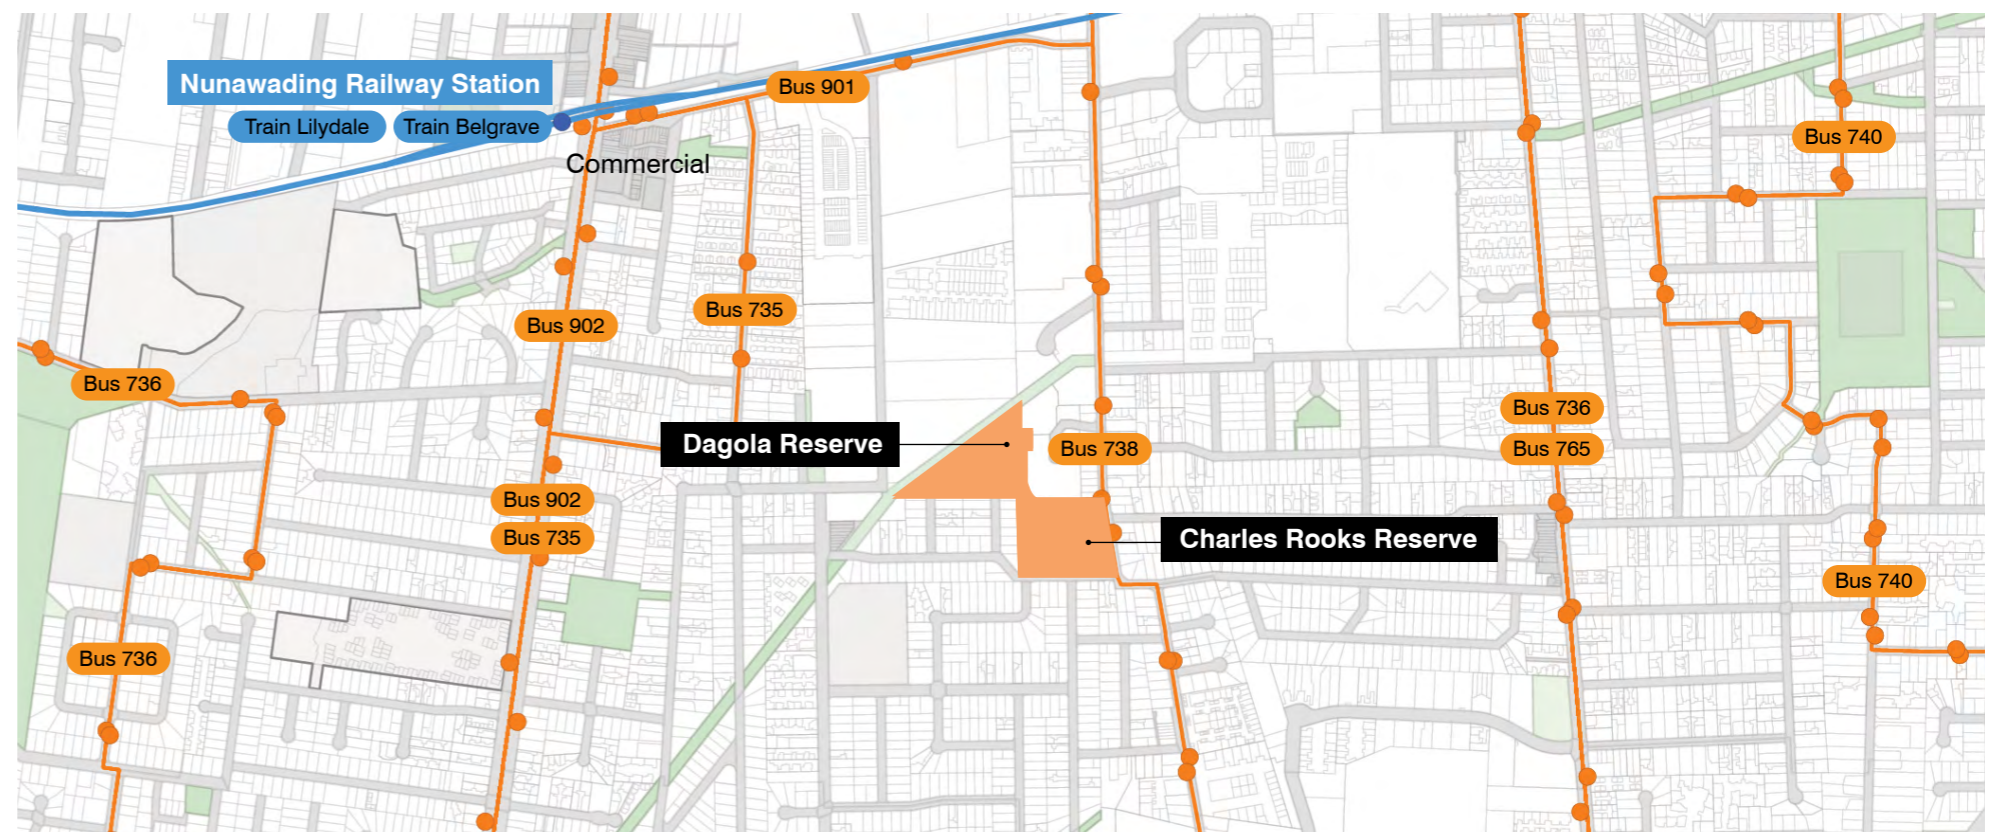 Nunawading Railway Station
Train Lilydale
Train Belgrave
Bus 901
Commercial
Bus 740
Bus 902
Bus 735
Bus 736
Dagola Reserve
Bus 738
Bus 736
Bus 765
Bus 902
Bus 735
Charles Rooks Reserve
Bus 740
Bus 736